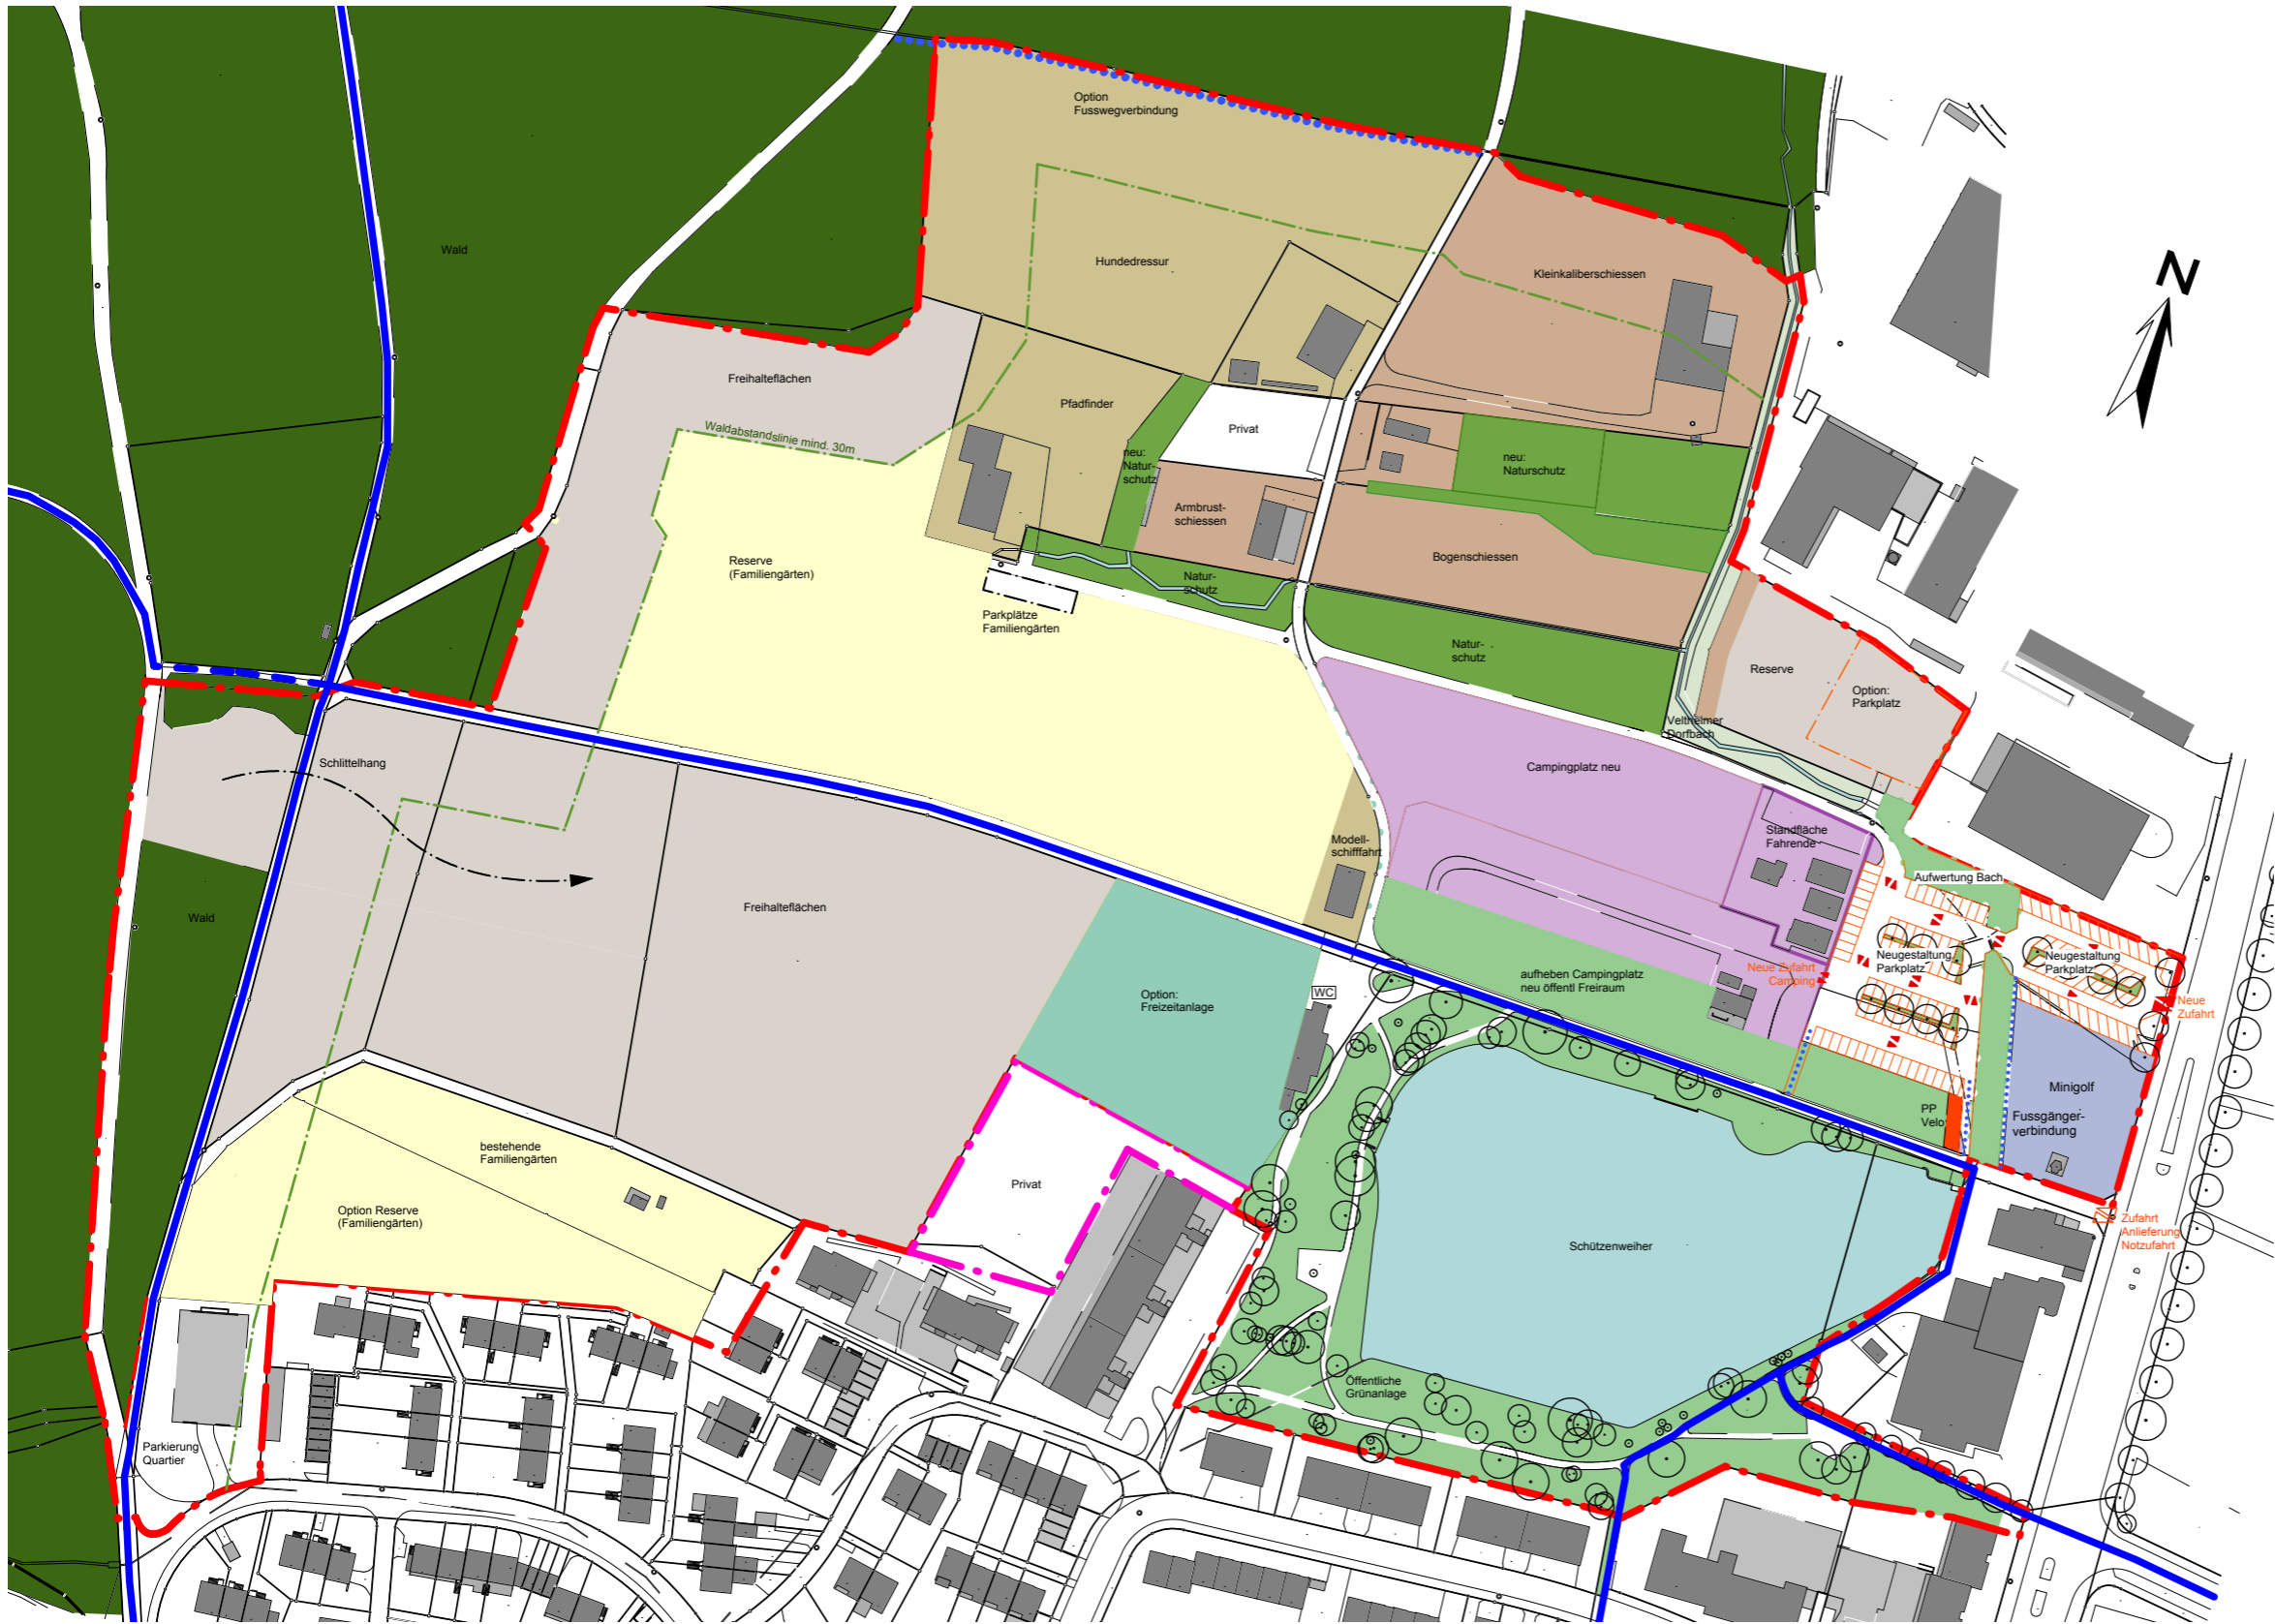 Option
Fusswegverbindung
N
Wald
Hundedressur
Kleinkaliberschiessen
Freihalteflächen
Pfadfinder
Privat
Waldabstandslinie mind. 30m
neu:
Natur-
schutz
neu:
Naturschutz
Armbrust-
schiessen
Bogenschiessen
Reserve
(Familiengärten)
Natur-
schutz
Parkplätze
Familiengärten
Natur-
schutz
Reserve
Option:
Parkplatz
Veltheimer
Dorfbach
Schlittelhang
Campingplatz neu
Standfläche
Fahrende
Modell-
schifffahrt
Aufwertung Bach
Wald
Freihalteflächen
Neugestaltung
Parkplatz
Neugestaltung
Parkplatz
Neue Zufahrt
Camping
aufheben Campingplatz
neu öffentl Freiraum
Option:
Freizeitanlage
WC
Neue
Zufahrt
Minigolf
PP
Velo
Fussgänger-
verbindung
bestehende
Familiengärten
Privat
Option Reserve
(Familiengärten)
Zufahrt
Anlieferung
Notzufahrt
Schützenweiher
Öffentliche
Grünanlage
Parkierung
Quartier